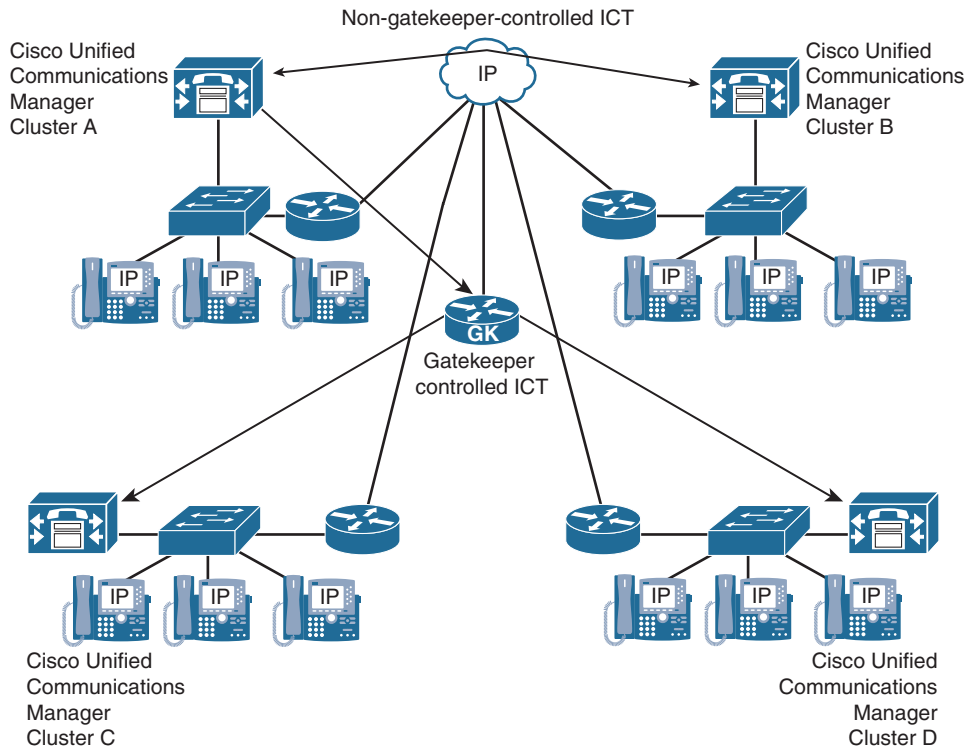 Non-gatekeeper-controlled ICT
Cisco Unified
Communications
Manager
Cluster A
IP
Cisco Unified
Communications
Manager
Cluster B
IP
IP
IP
IP
IP
IP
GK
Gatekeeper
controlled ICT
IP
IP
IP
IP
IP
IP
Cisco Unified
Communications
Manager
Cluster C
Cisco Unified
Communications
Manager
Cluster D